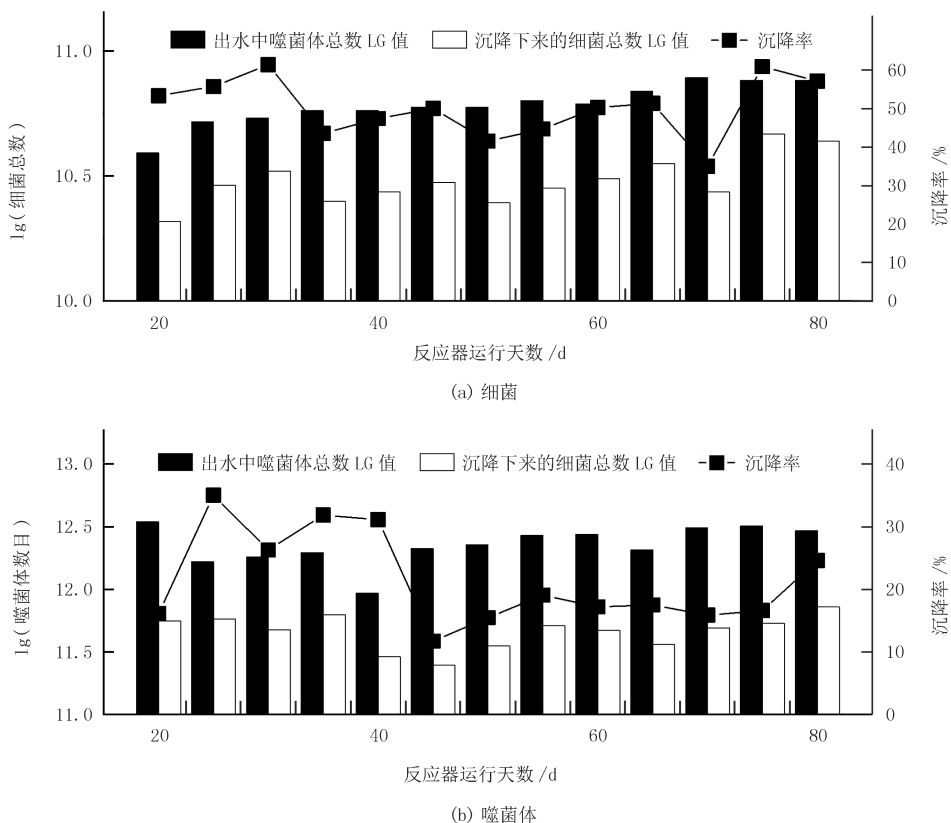 出水中噬菌体总数 LG 值 沉降下来的细菌总数 LG 值 沉降率
11.0
10.5
10.0
lg(细菌总数)
60
50
40
30
20
10
0
沉降率/%
20 40 60 80
反应器运行天数/d
(a) 细菌
出水中噬菌体总数 LG 值 沉降下来的细菌总数 LG 值 沉降率
13.0
12.5
12.0
11.5
11.0
lg(噬菌体数目)
40
30
20
10
0
沉降率/%
20 40 60 80
反应器运行天数/d
(b) 噬菌体